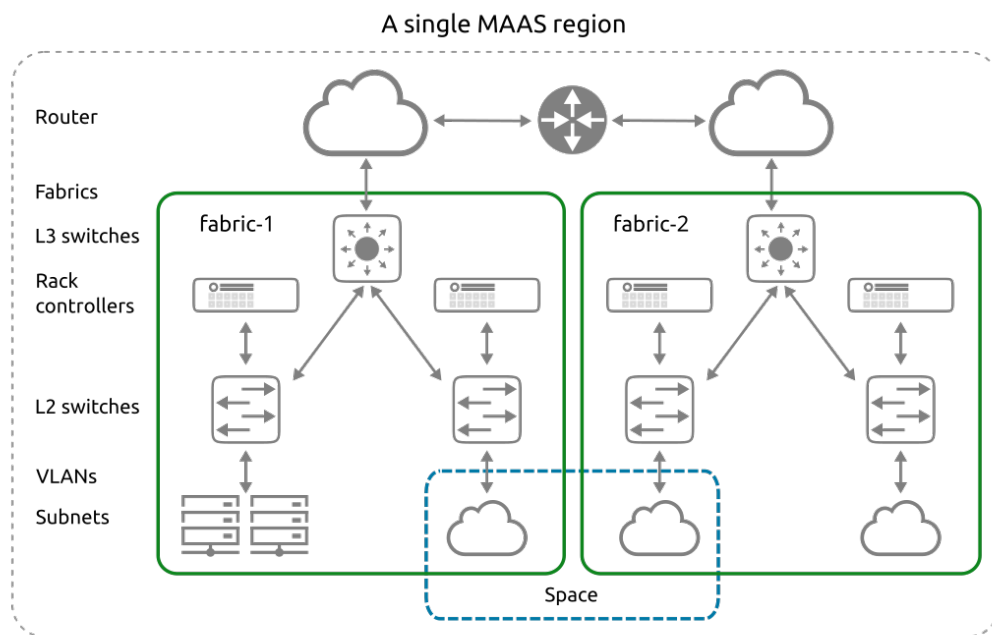 A single MAAS region
Router
Fabrics
fabric-1
fabric-2
L3 switches
Rack
controllers
L2 switches
VLANs
Subnets
Space